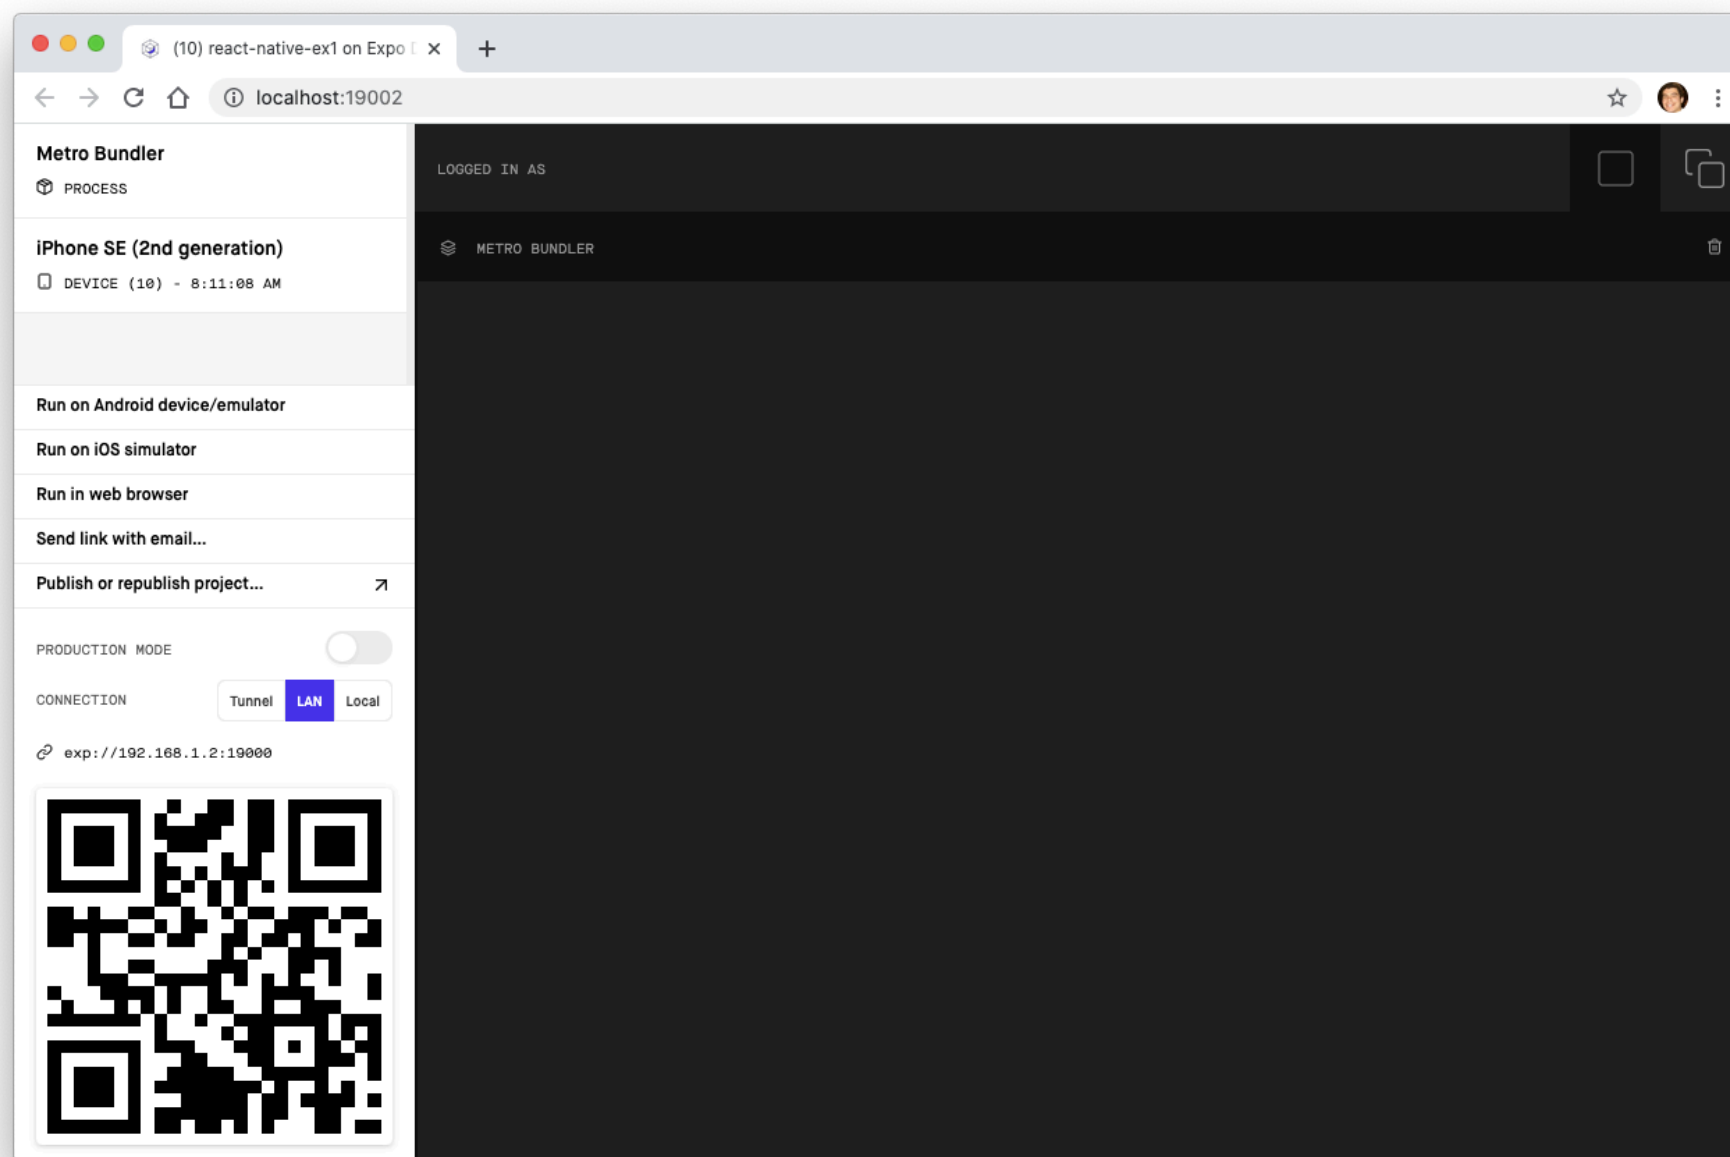 (10) react-native-ex1 on Expo
localhost:19002
Metro Bundler
PROCESS
iPhone SE (2nd generation)
DEVICE (10) - 8:11:08 AM
Run on Android device/emulator
Run on iOS simulator
Run in web browser
Send link with email...
Publish or republish project...
PRODUCTION MODE
CONNECTION Tunnel LAN Local
exp://192.168.1.2:19000
LOGGED IN AS
METRO BUNDLER